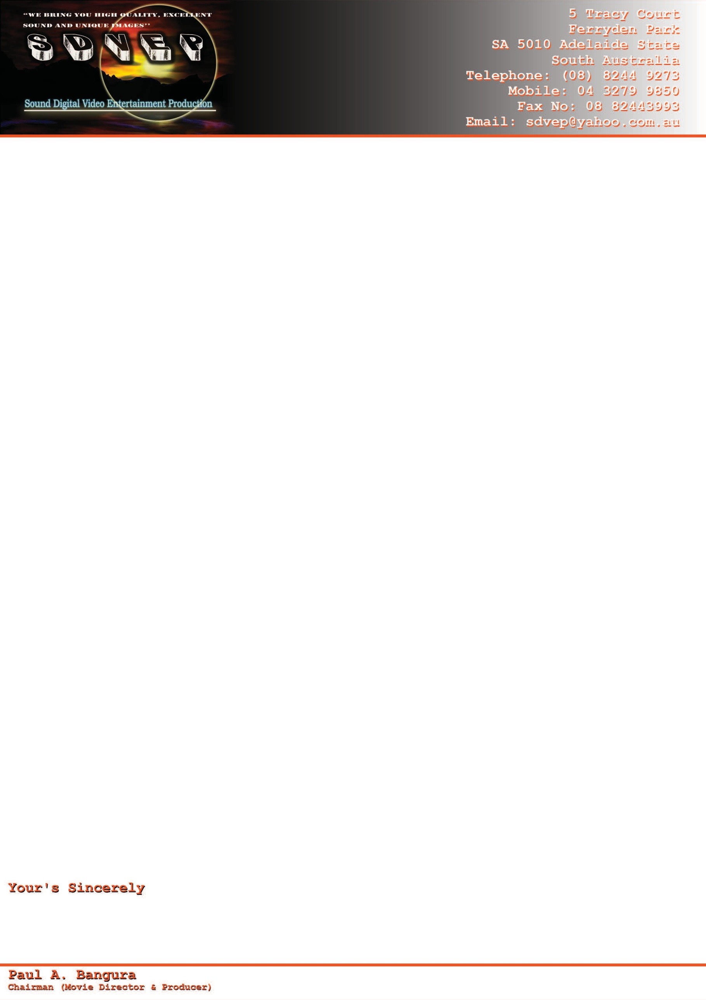 “WE BRING YOU HIGH QUALITY, EXCELLENT
SOUND AND UNIQUE IMAGES”
SDVEP
Sound Digital Video Entertainment Production
5 Tracy Court
Ferryden Park
SA 5010 Adelaide State
South Australia
Telephone: (08) 8244 9273
Mobile: 04 3279 9850
Fax No: 08 82443993
Email: sdvep@yahoo.com.au
Your's Sincerely
Paul A. Bangura
Chairman (Movie Director & Producer)